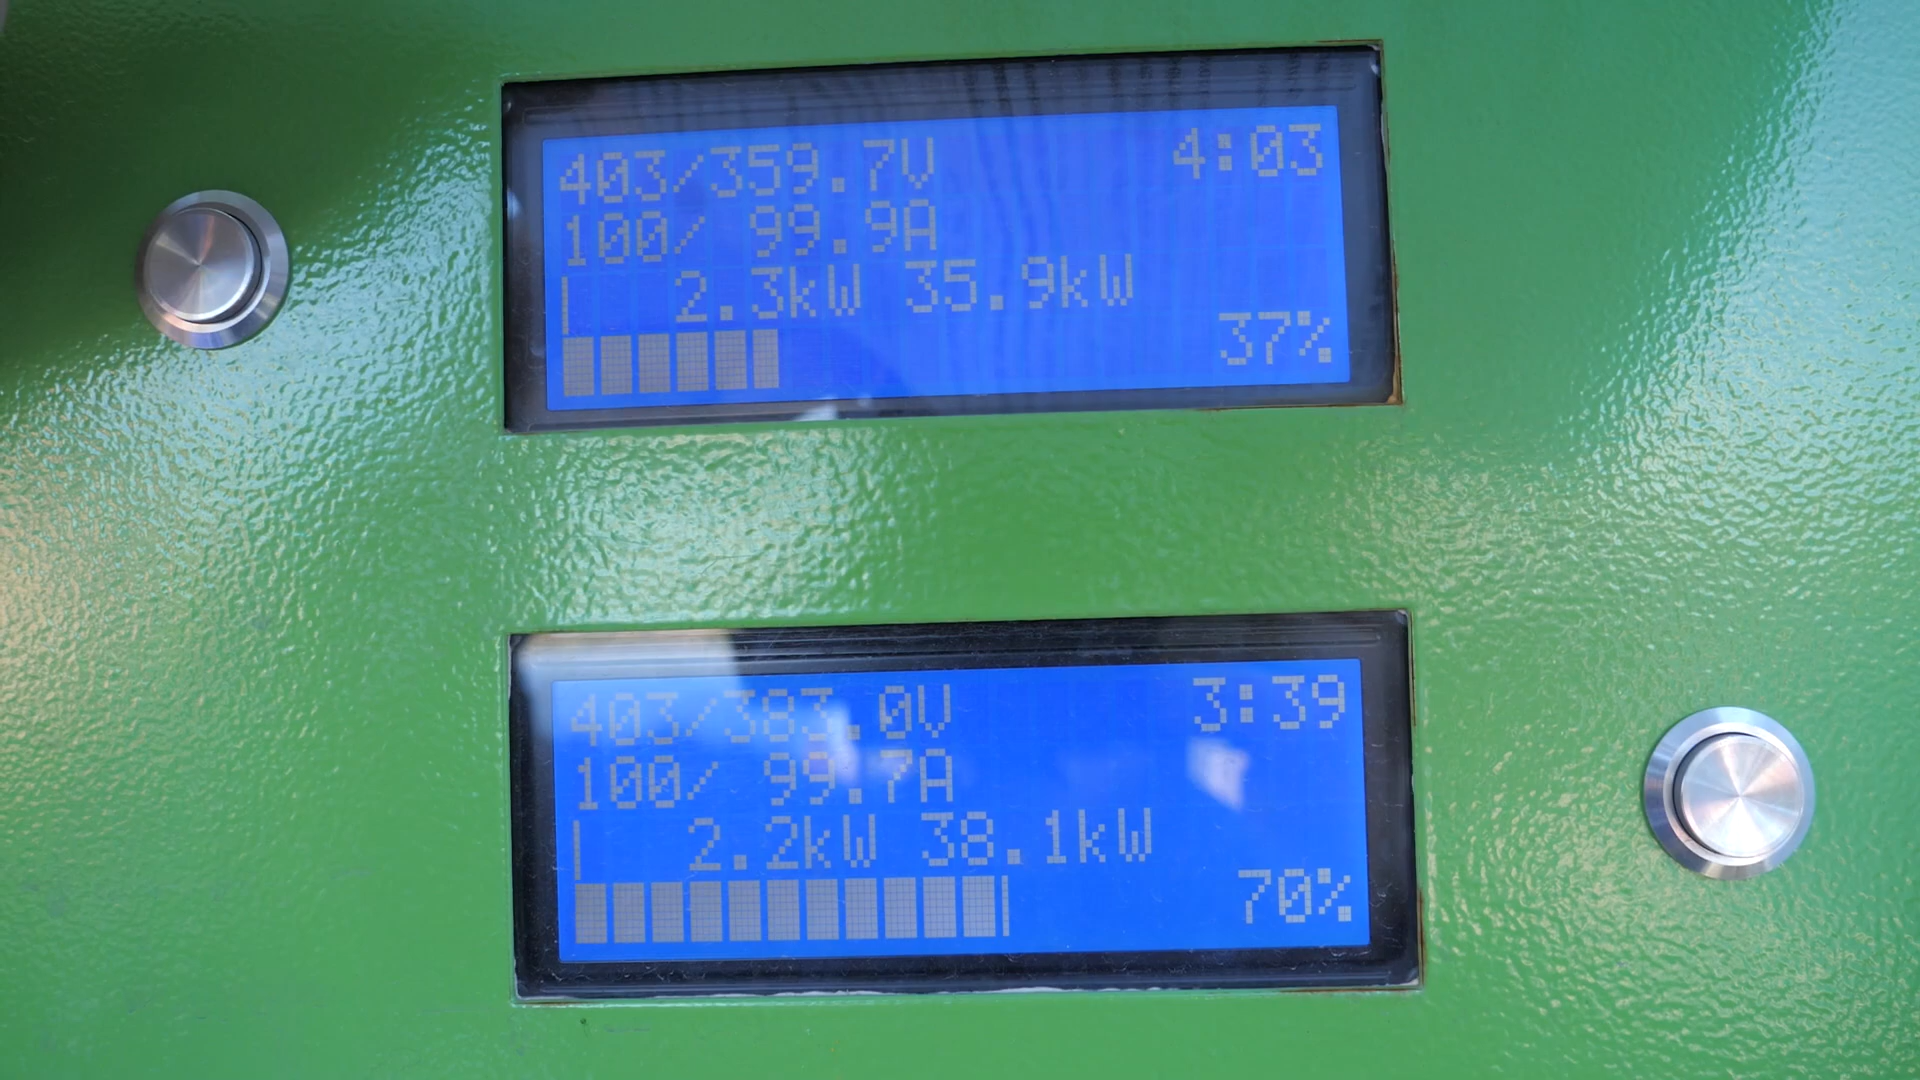 403/359.7V 4:03
100/ 99.9A
2.3kW 35.9kW
37%
403/383.0V 3:39
100/ 99.7A
2.2kW 38.1kW
70%